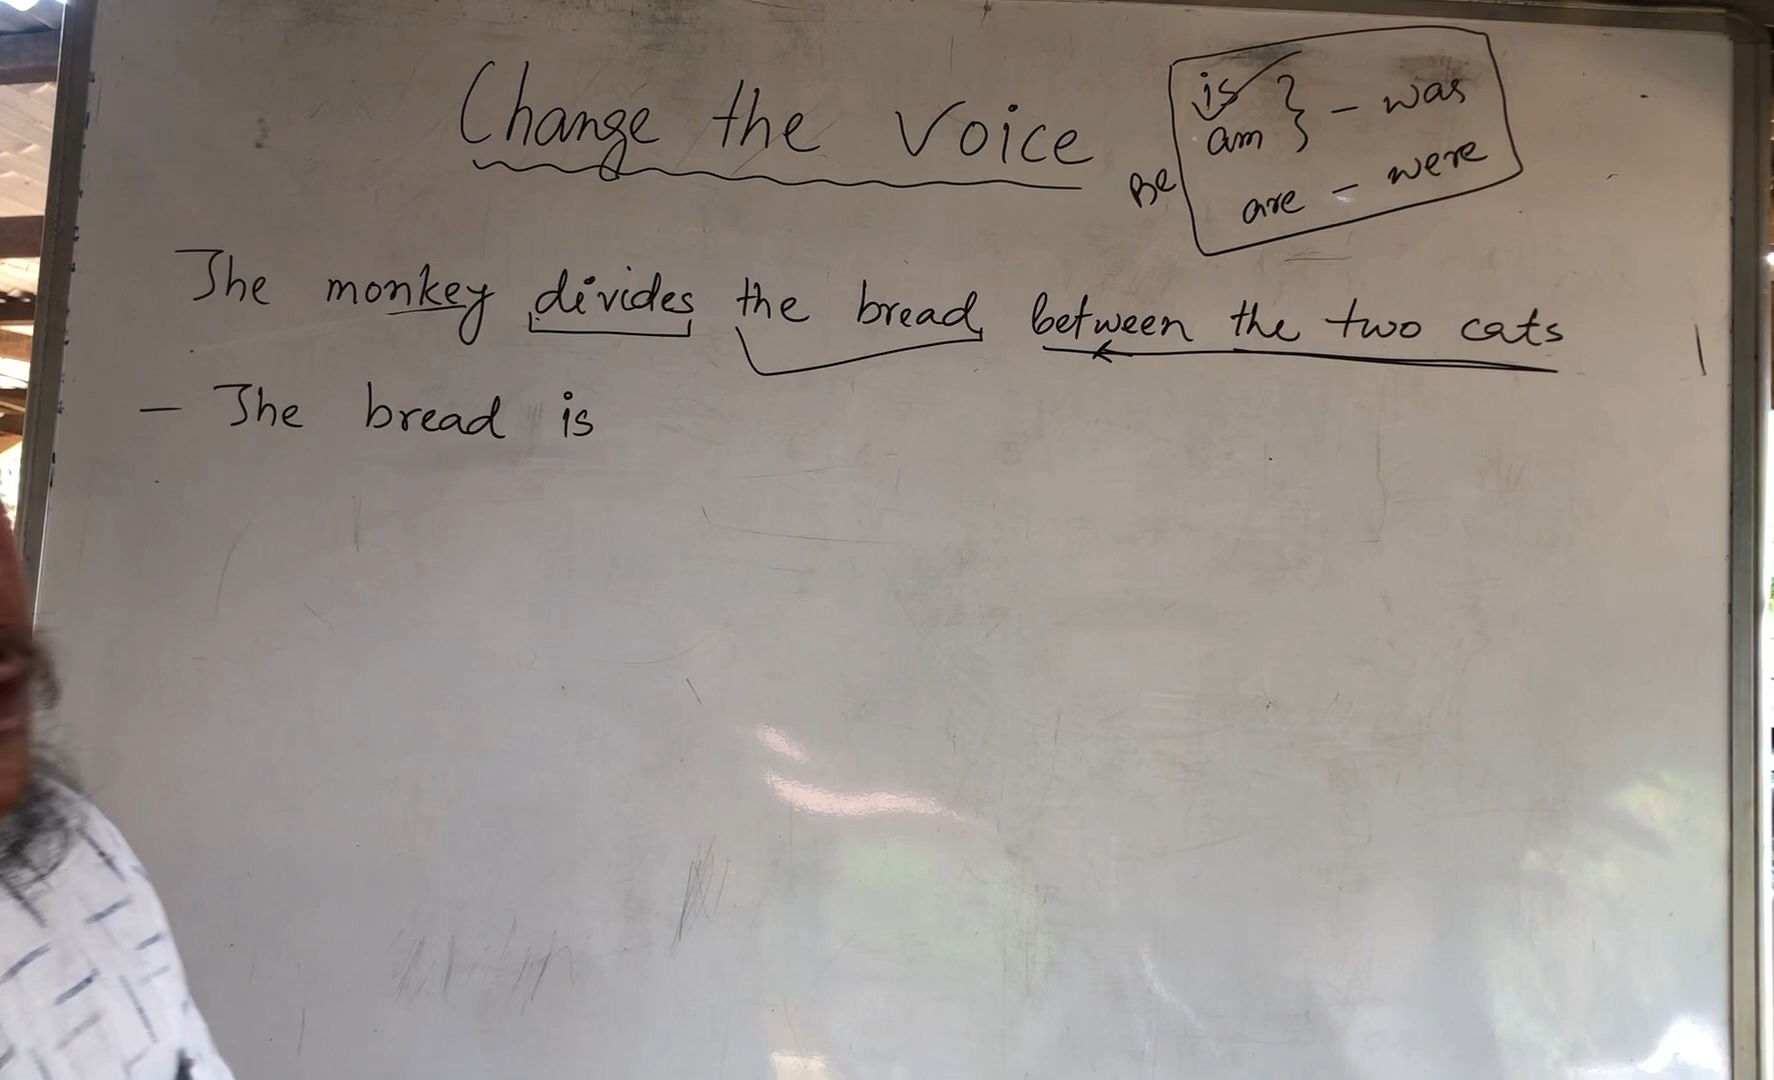 Change the Voice
is } - was
am
Be
are - were
The monkey divides the bread between the two cats
- The bread is